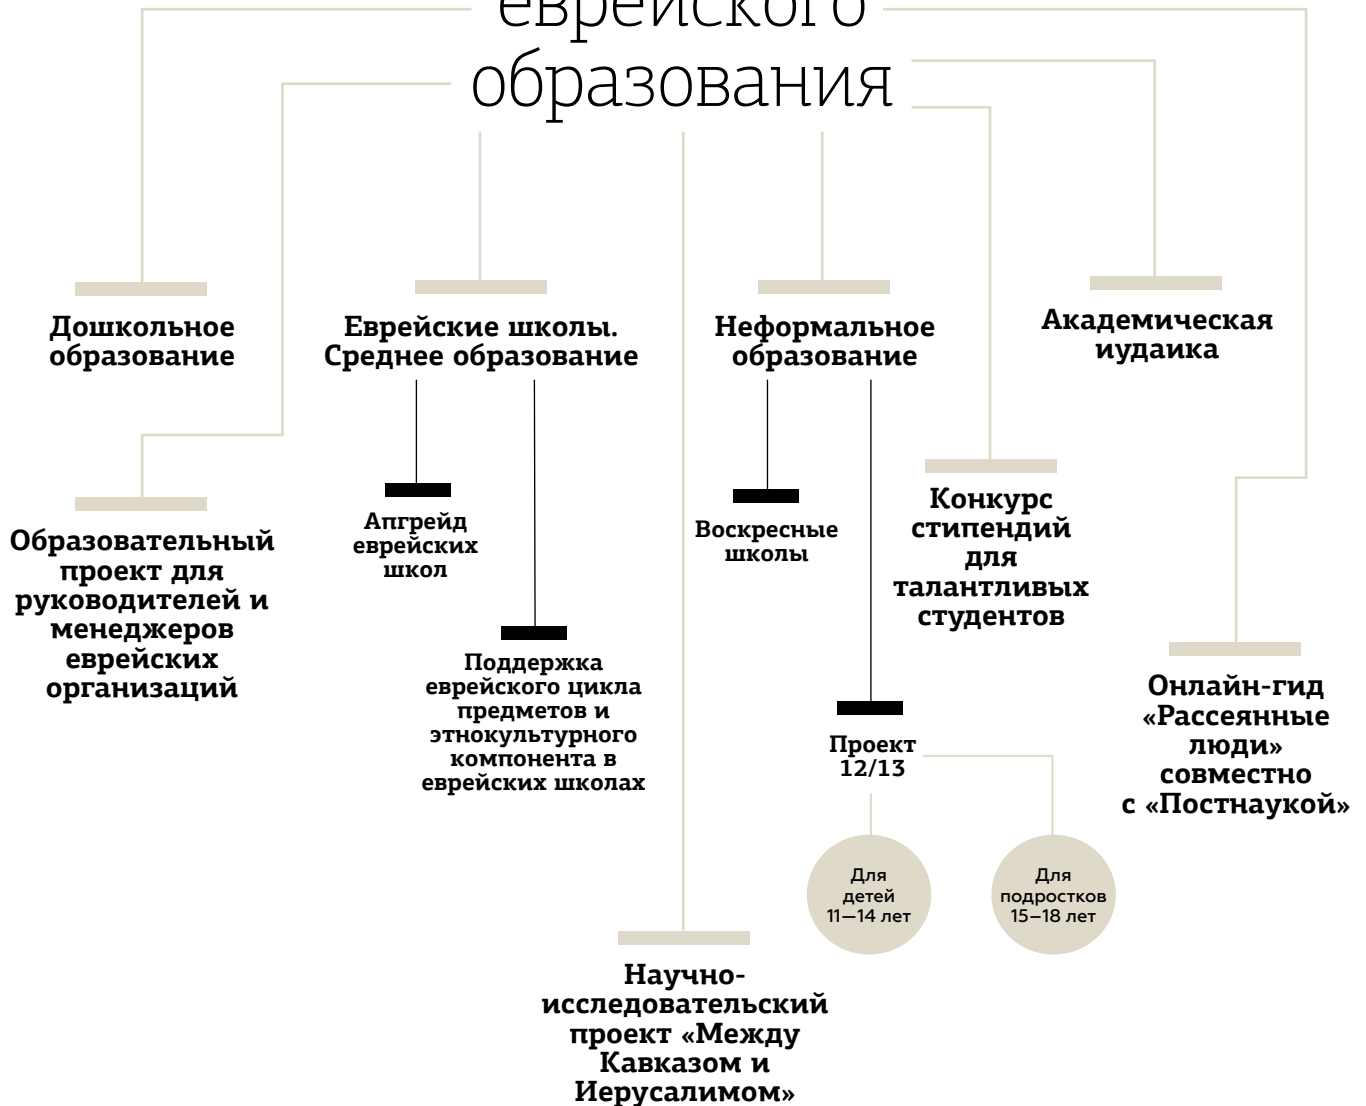 еврейского
образования
Дошкольное
образование
Еврейские школы.
Среднее образование
Неформальное
образование
Академическая
иудаика
Образовательный
проект для
руководителей и
менеджеров
еврейских
организаций
Апгрейд
еврейских
школ
Поддержка
еврейского цикла
предметов и
этнокультурного
компонента в
еврейских школах
Воскресные
школы
Конкурс
стипендий
для
талантливых
студентов
Онлайн-гид
«Рассеянные
люди»
совместно
с «Постнаукой»
Проект
12/13
Для
детей
11—14 лет
Для
подростков
15–18 лет
Научно-
исследовательский
проект «Между
Кавказом и
Иерусалимом»